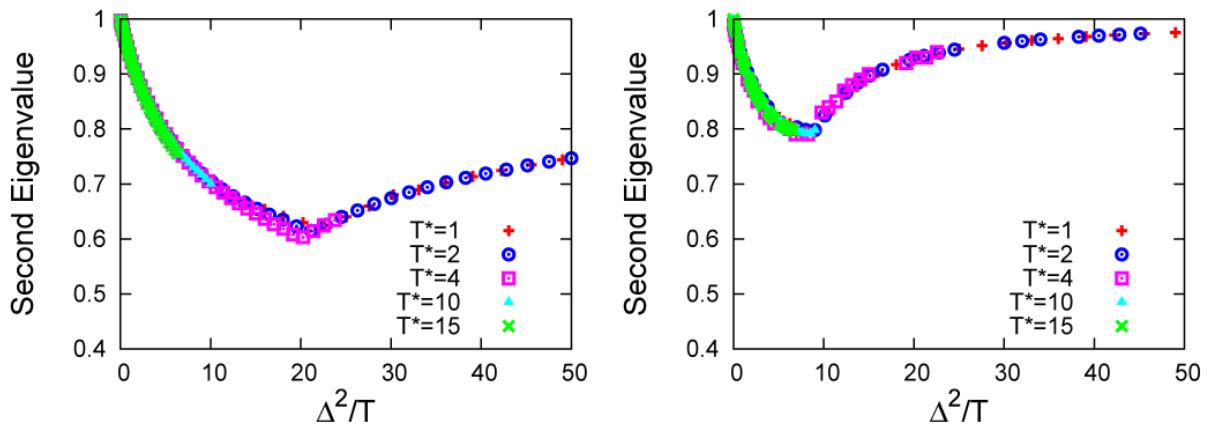 1
0.9
0.8
0.7
0.6
0.5
0.4
Second Eigenvalue
T*=1
T*=2
T*=4
T*=10
T*=15
0 10 20 30 40 50
Δ²/T
1
0.9
0.8
0.7
0.6
0.5
0.4
Second Eigenvalue
T*=1
T*=2
T*=4
T*=10
T*=15
0 10 20 30 40 50
Δ²/T